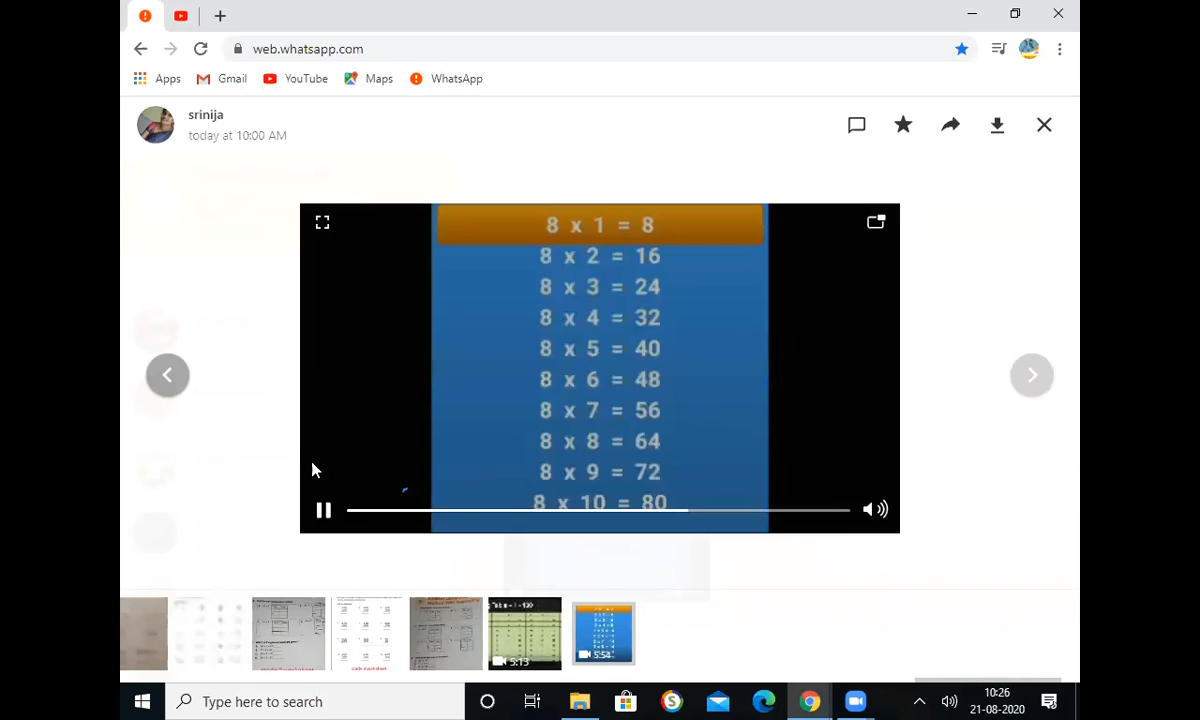 web.whatsapp.com
Apps
Gmail
YouTube
Maps
WhatsApp
srinija
today at 10:00 AM
8 x 1 = 8
8 x 2 = 16
8 x 3 = 24
8 x 4 = 32
8 x 5 = 40
8 x 6 = 48
8 x 7 = 56
8 x 8 = 64
8 x 9 = 72
8 x 10 = 80
5:13
5:54
Type here to search
10:26
21-08-2020